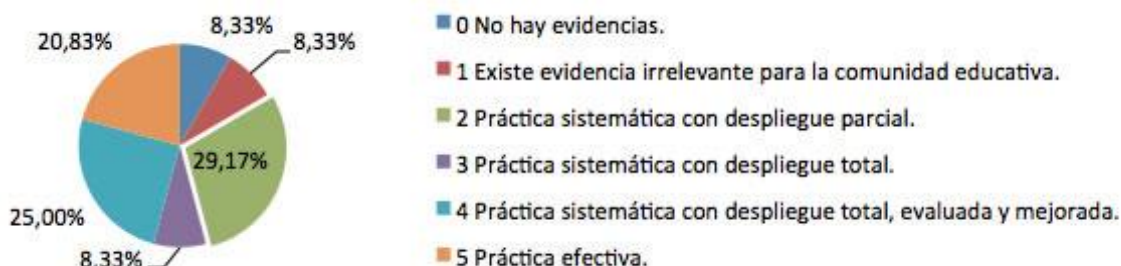 8,33%
8,33%
20,83%
29,17%
25,00%
8,33%
0 No hay evidencias.
1 Existe evidencia irrelevante para la comunidad educativa.
2 Práctica sistemática con despliegue parcial.
3 Práctica sistemática con despliegue total.
4 Práctica sistemática con despliegue total, evaluada y mejorada.
5 Práctica efectiva.